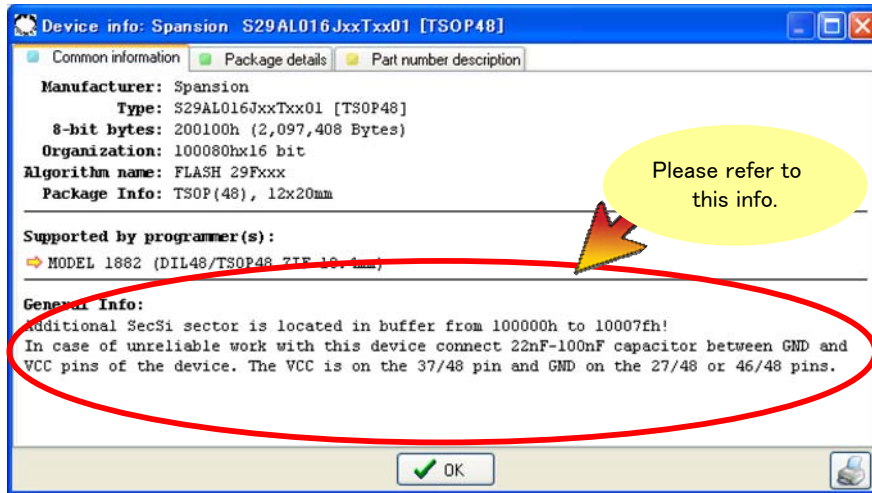 Device info: Spansion S29AL016JxxTxx01 [TSOP48]
Common information Package details Part number description
Manufacturer: Spansion
Type: S29AL016JxxTxx01 [TSOP48]
8-bit bytes: 200100h (2,097,408 Bytes)
Organization: 100080hx16 bit
Algorithm name: FLASH 29Fxxx
Package Info: TSOP(48), 12x20mm
Please refer to
this info.
Supported by programmer(s):
MODEL 1882 (DIL48/TSOP48 ZIF 18.4mm)
General Info:
Additional SecSi sector is located in buffer from 100000h to 10007fh!
In case of unreliable work with this device connect 22nF-100nF capacitor between GND and
VCC pins of the device. The VCC is on the 37/48 pin and GND on the 27/48 or 46/48 pins.
OK